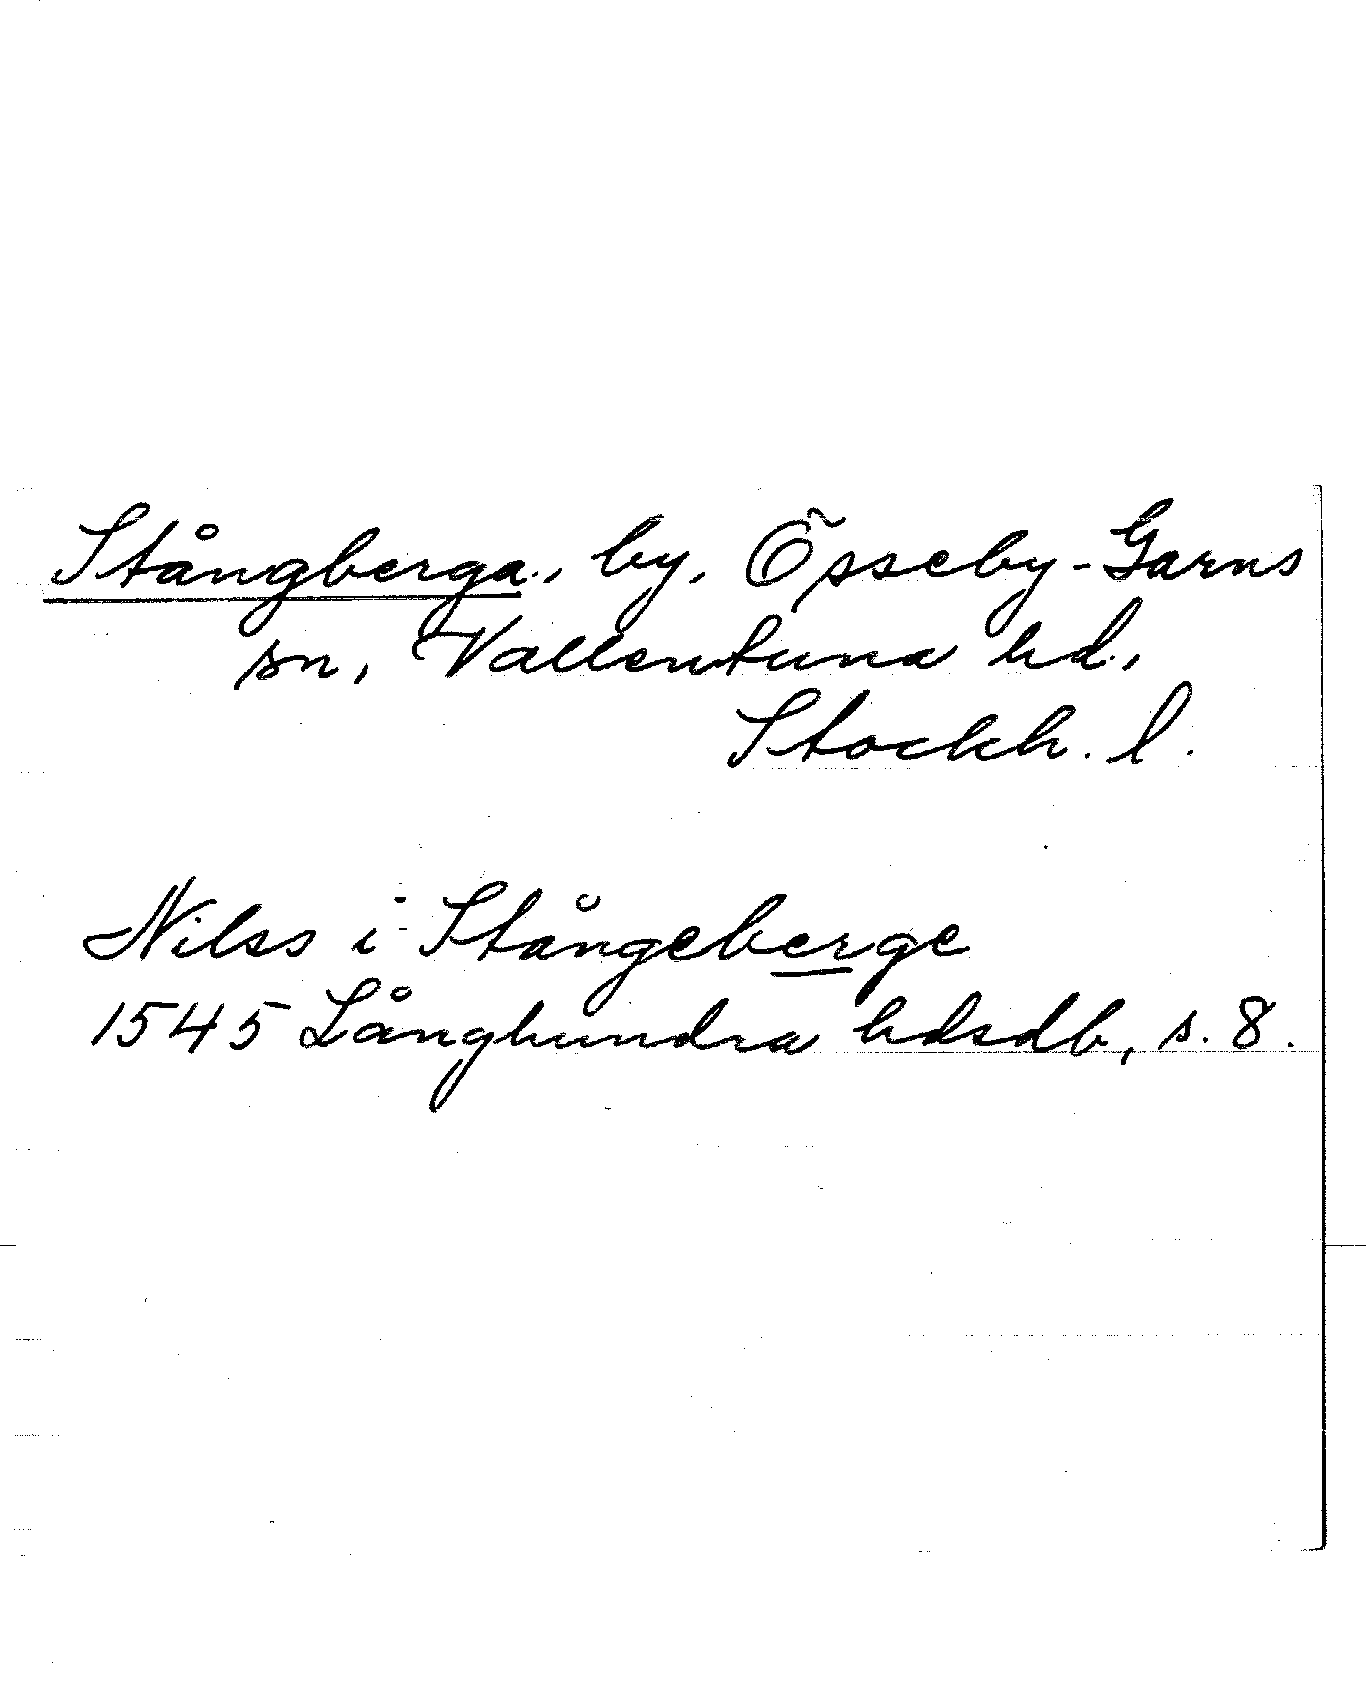 Stångberga., by, Össeby-Garns
sn, Vallentuna hd.,
Stockh. l.
Nilss i Stångeberge
1545 Långhundra hdsdb, s. 8.